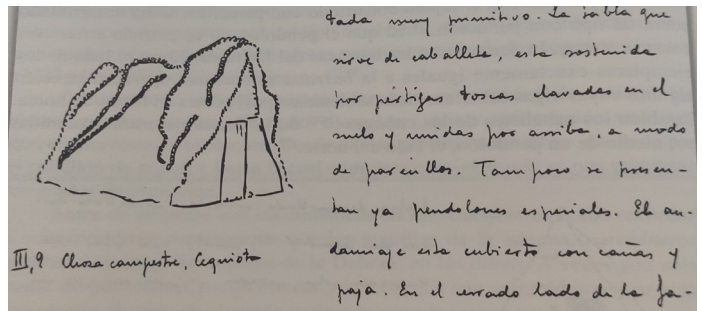 tada muy primitivo. La tabla que
sirve de caballete, esta sostenida
por pértigas toscas clavadas en el
suelo y unidas por arriba, a modo
de parecillos. Tampoco se presen-
tan ya pendolones especiales. El an-
damiaje esta cubierto con cañas y
paja. En el cerrado lado de la fa-
III,9 Choza campestre, Cequiot